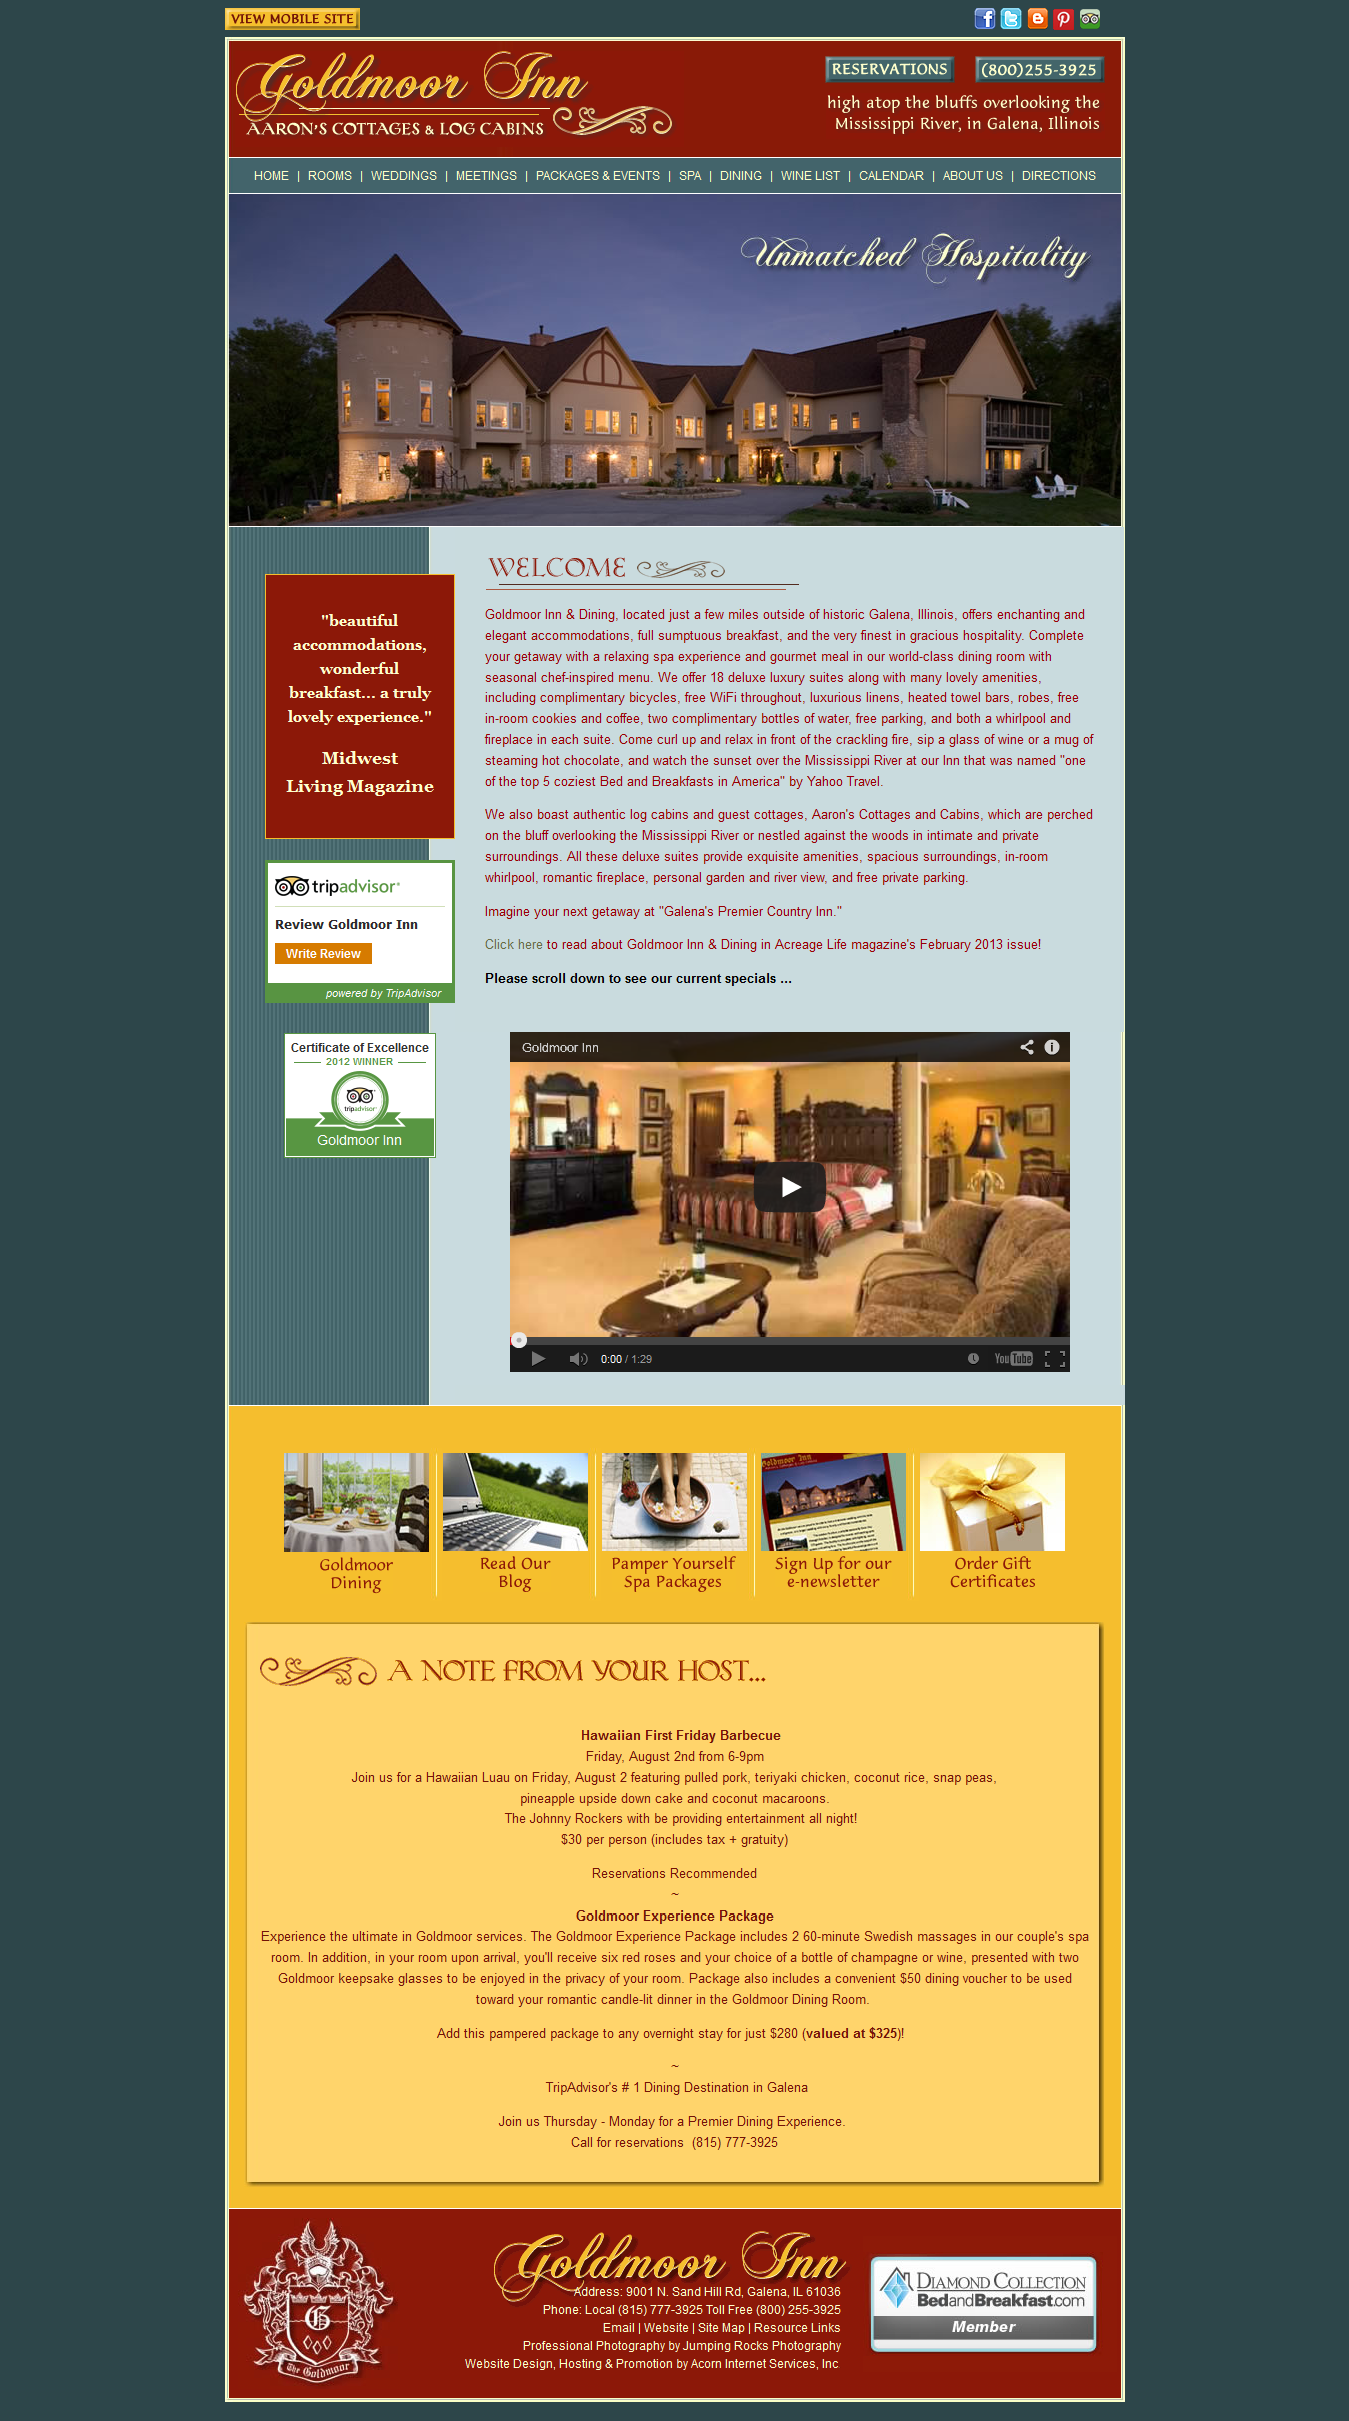 VIEW MOBILE SITE
Goldmoor Inn
AARON'S COTTAGES & LOG CABINS
RESERVATIONS
(800)255-3925
high atop the bluffs overlooking the
Mississippi River, in Galena, Illinois
HOME | ROOMS | WEDDINGS | MEETINGS | PACKAGES & EVENTS | SPA | DINING | WINE LIST | CALENDAR | ABOUT US | DIRECTIONS
Unmatched Hospitality
"beautiful
accommodations,
wonderful
breakfast... a truly
lovely experience."
Midwest
Living Magazine
tripadvisor
Review Goldmoor Inn
Write Review
powered by TripAdvisor
Certificate of Excellence
2012 WINNER
tripadvisor
Goldmoor Inn
WELCOME
Goldmoor Inn & Dining, located just a few miles outside of historic Galena, Illinois, offers enchanting and
elegant accommodations, full sumptuous breakfast, and the very finest in gracious hospitality. Complete
your getaway with a relaxing spa experience and gourmet meal in our world-class dining room with
seasonal chef-inspired menu. We offer 18 deluxe luxury suites along with many lovely amenities,
including complimentary bicycles, free WiFi throughout, luxurious linens, heated towel bars, robes, free
in-room cookies and coffee, two complimentary bottles of water, free parking, and both a whirlpool and
fireplace in each suite. Come curl up and relax in front of the crackling fire, sip a glass of wine or a mug of
steaming hot chocolate, and watch the sunset over the Mississippi River at our Inn that was named "one
of the top 5 coziest Bed and Breakfasts in America" by Yahoo Travel.
We also boast authentic log cabins and guest cottages, Aaron's Cottages and Cabins, which are perched
on the bluff overlooking the Mississippi River or nestled against the woods in intimate and private
surroundings. All these deluxe suites provide exquisite amenities, spacious surroundings, in-room
whirlpool, romantic fireplace, personal garden and river view, and free private parking.
Imagine your next getaway at "Galena's Premier Country Inn."
Click here to read about Goldmoor Inn & Dining in Acreage Life magazine's February 2013 issue!
Please scroll down to see our current specials ...
Goldmoor Inn
0:00 / 1:29
YouTube
Goldmoor
Dining
Read Our
Blog
Pamper Yourself
Spa Packages
Goldmoor Inn
Sign Up for our
e-newsletter
Order Gift
Certificates
A NOTE FROM YOUR HOST...
Hawaiian First Friday Barbecue
Friday, August 2nd from 6-9pm
Join us for a Hawaiian Luau on Friday, August 2 featuring pulled pork, teriyaki chicken, coconut rice, snap peas,
pineapple upside down cake and coconut macaroons.
The Johnny Rockers with be providing entertainment all night!
$30 per person (includes tax + gratuity)
Reservations Recommended
~
Goldmoor Experience Package
Experience the ultimate in Goldmoor services. The Goldmoor Experience Package includes 2 60-minute Swedish massages in our couple's spa
room. In addition, in your room upon arrival, you'll receive six red roses and your choice of a bottle of champagne or wine, presented with two
Goldmoor keepsake glasses to be enjoyed in the privacy of your room. Package also includes a convenient $50 dining voucher to be used
toward your romantic candle-lit dinner in the Goldmoor Dining Room.
Add this pampered package to any overnight stay for just $280 (valued at $325)!
~
TripAdvisor's # 1 Dining Destination in Galena
Join us Thursday - Monday for a Premier Dining Experience.
Call for reservations (815) 777-3925
G
The Goldmoor
Goldmoor Inn
Address: 9001 N. Sand Hill Rd, Galena, IL 61036
Phone: Local (815) 777-3925 Toll Free (800) 255-3925
Email | Website | Site Map | Resource Links
Professional Photography by Jumping Rocks Photography
Website Design, Hosting & Promotion by Acorn Internet Services, Inc
DIAMOND COLLECTION
BedandBreakfast.com
Member